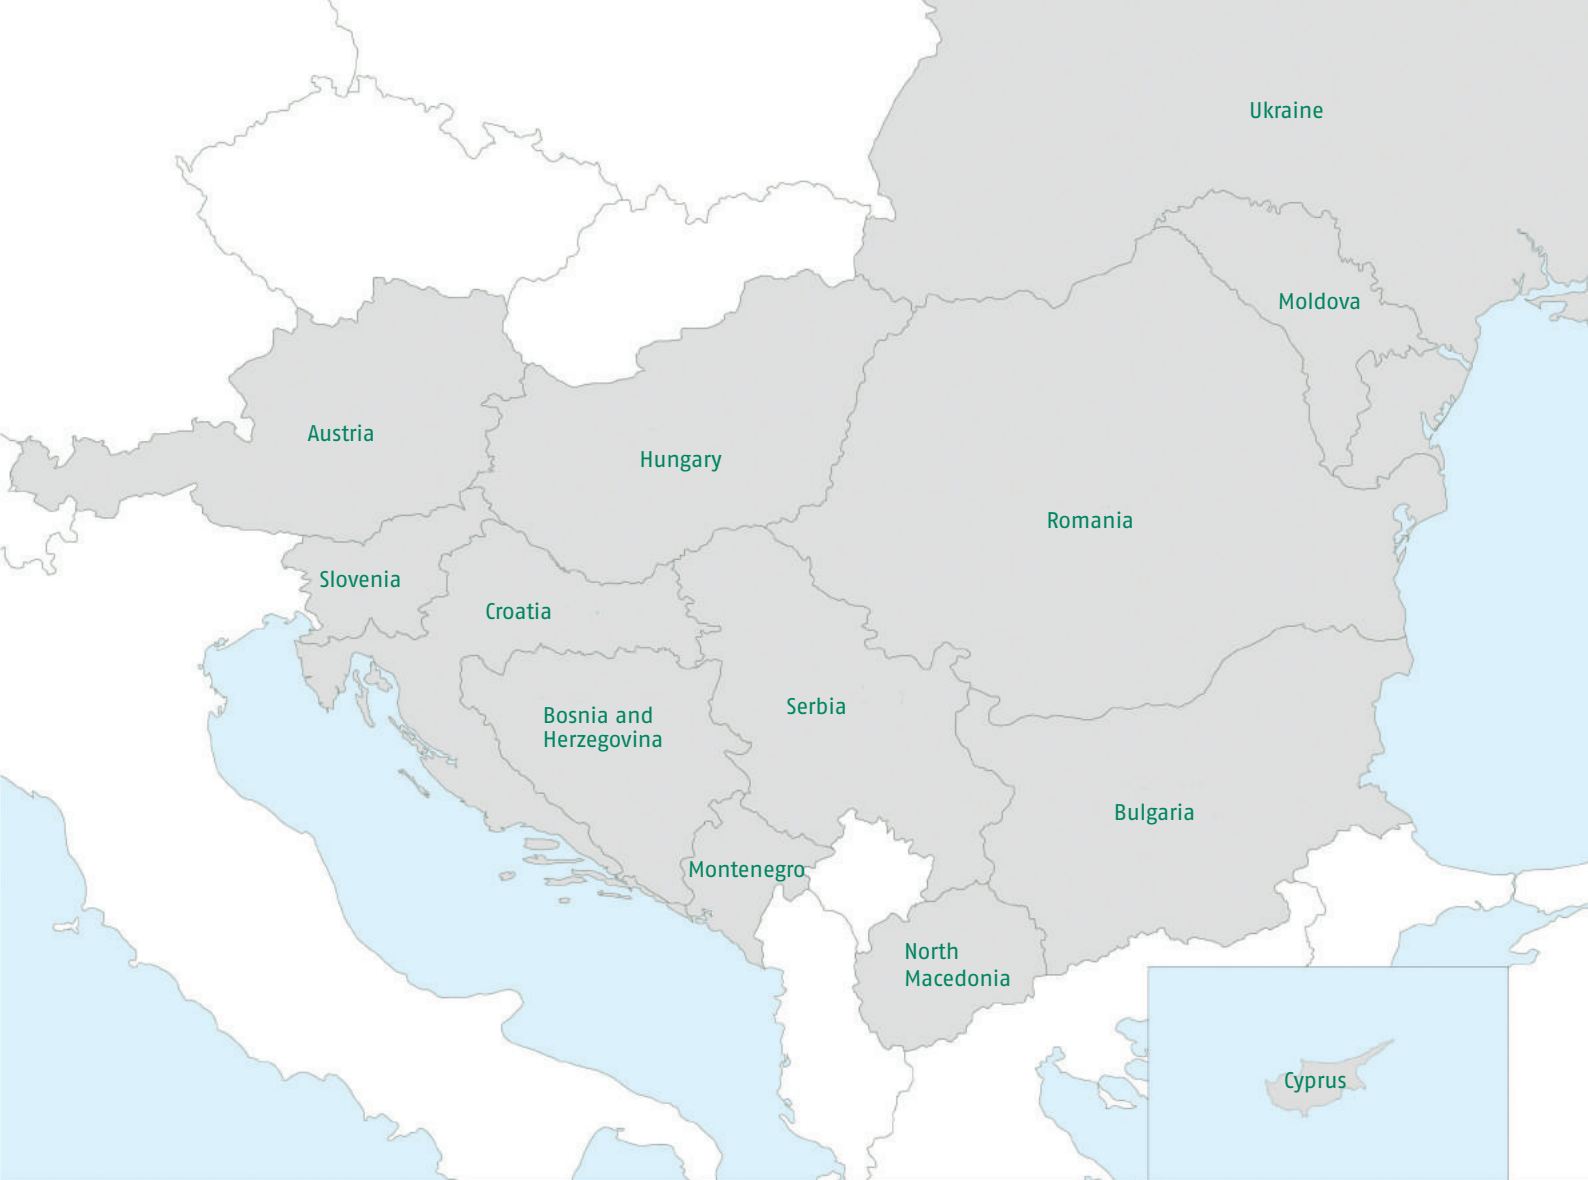 Ukraine
Moldova
Austria
Hungary
Romania
Slovenia
Croatia
Serbia
Bosnia and
Herzegovina
Bulgaria
Montenegro
North
Macedonia
Cyprus